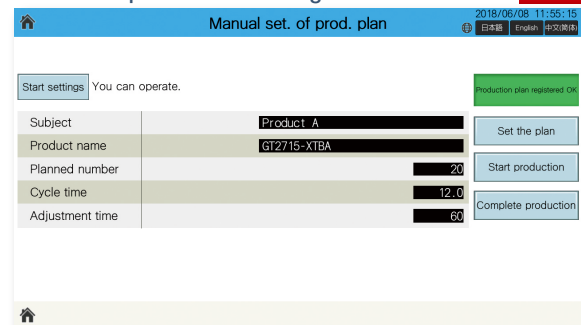 Manual set. of prod. plan
2018/06/08 11:55:15
日本語 English 中文(简体)
Start settings You can operate.
Production plan registered OK
Subject Product A
Product name GT2715-XTBA
Planned number 20
Cycle time 12.0
Adjustment time 60
Set the plan
Start production
Complete production